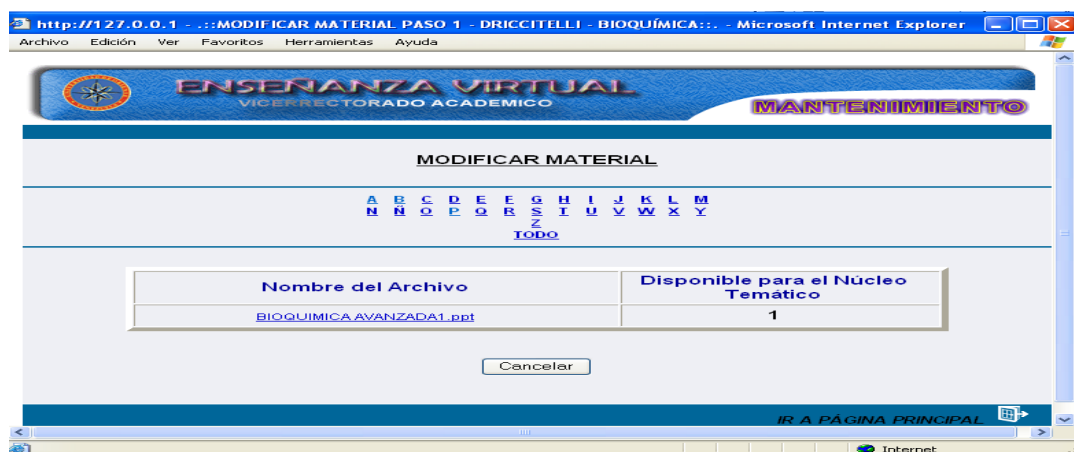 http://127.0.0.1 - .::MODIFICAR MATERIAL PASO 1 - DRICCITELLI - BIOQUÍMICA::. - Microsoft Internet Explorer
Archivo Edición Ver Favoritos Herramientas Ayuda
ENSEÑANZA VIRTUAL
VICERRECTORADO ACADEMICO
MANTENIMIENTO
MODIFICAR MATERIAL
A B C D E F G H I J K L M
N Ñ O P Q R S T U V W X Y
Z
TODO
Nombre del Archivo Disponible para el Núcleo Temático
BIOQUIMICA AVANZADA1.ppt 1
Cancelar
IR A PÁGINA PRINCIPAL
Internet